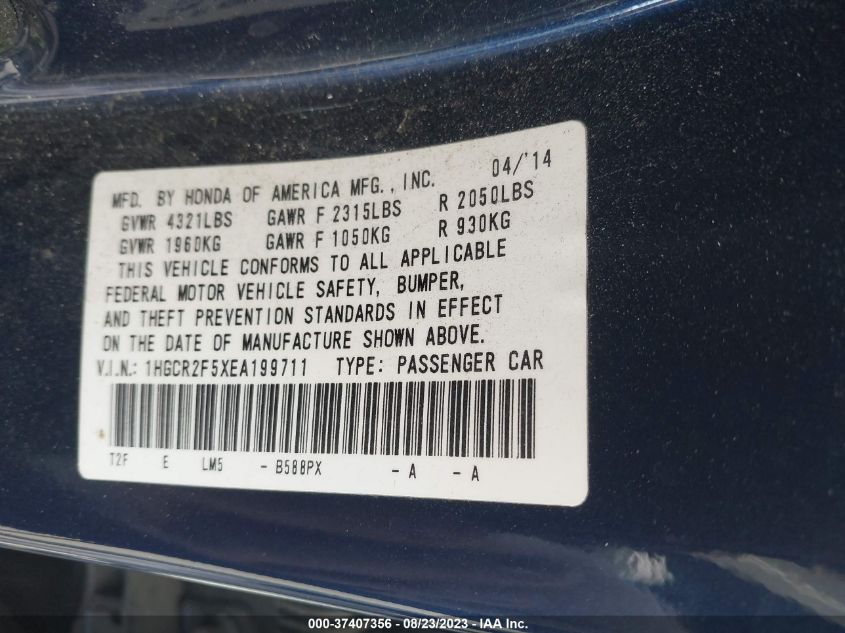 MFD. BY HONDA OF AMERICA MFG., INC. 04/'14
GVWR 4321LBS GAWR F 2315LBS R 2050LBS
GVWR 1960KG GAWR F 1050KG R 930KG
THIS VEHICLE CONFORMS TO ALL APPLICABLE
FEDERAL MOTOR VEHICLE SAFETY, BUMPER,
AND THEFT PREVENTION STANDARDS IN EFFECT
ON THE DATE OF MANUFACTURE SHOWN ABOVE.
V.I.N.: 1HGCR2F5XEA199711 TYPE: PASSENGER CAR
T2F E LM5 - B588PX - A - A
000-37407356 - 08/23/2023 - IAA Inc.